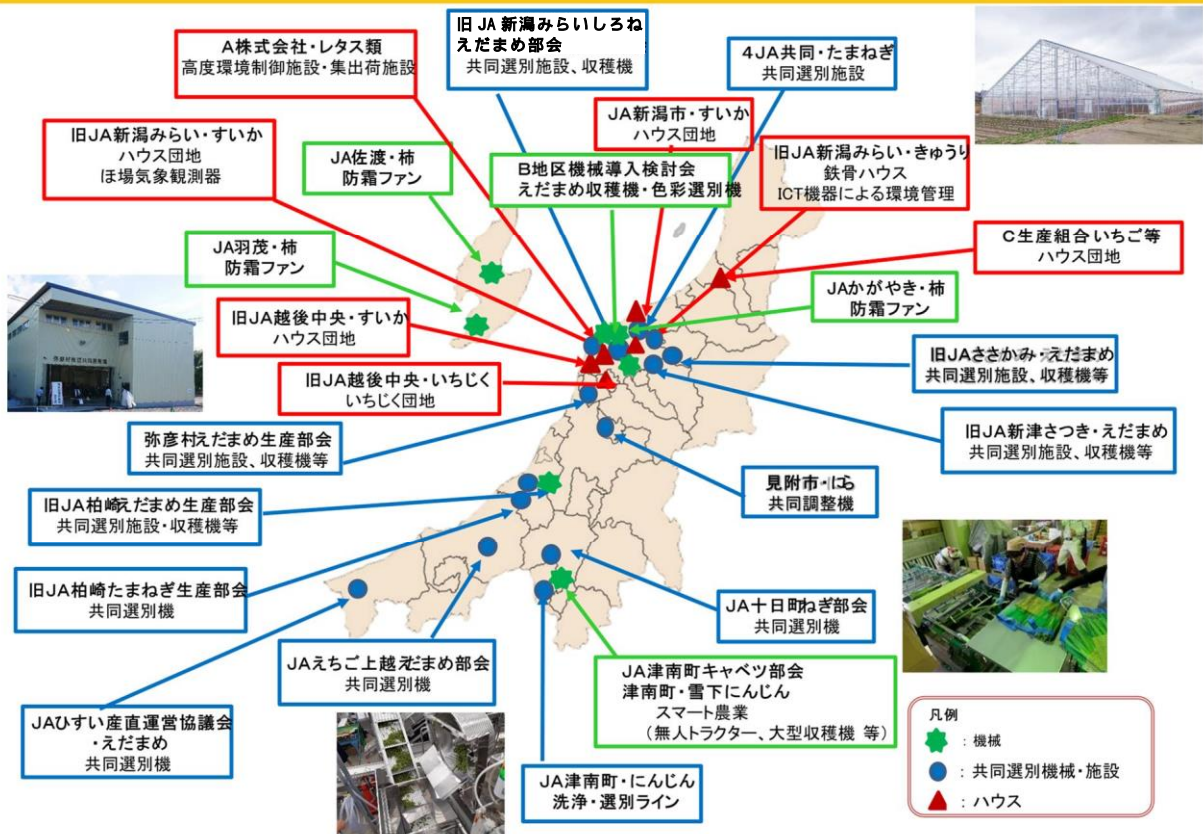 A株式会社・レタス類
高度環境制御施設・集出荷施設
旧JA新潟みらいしろね
えだまめ部会
共同選別施設、収穫機
4JA共同・たまねぎ
共同選別施設
旧JA新潟みらい・すいか
ハウス団地
ほ場気象観測器
JA佐渡・柿
防霜ファン
B地区機械導入検討会
えだまめ収穫機・色彩選別機
JA新潟市・すいか
ハウス団地
旧JA新潟みらい・きゅうり
鉄骨ハウス
ICT機器による環境管理
JA羽茂・柿
防霜ファン
C生産組合いちご等
ハウス団地
旧JA越後中央・すいか
ハウス団地
JAかがやき・柿
防霜ファン
旧JA越後中央・いちじく
いちじく団地
旧JAささかみ・えだまめ
共同選別施設、収穫機等
弥彦村えだまめ生産部会
共同選別施設、収穫機等
旧JA新津さつき・えだまめ
共同選別施設、収穫機等
旧JA柏崎えだまめ生産部会
共同選別施設・収穫機等
見附市・にら
共同調整機
旧JA柏崎たまねぎ生産部会
共同選別機
JA十日町ねぎ部会
共同選別機
JAえちご上越えだまめ部会
共同選別機
JA津南町キャベツ部会
津南町・雪下にんじん
スマート農業
(無人トラクター、大型収穫機 等)
JAひすい産直運営協議会
・えだまめ
共同選別機
JA津南町・にんじん
洗浄・選別ライン
凡例
：機械
：共同選別機械・施設
：ハウス